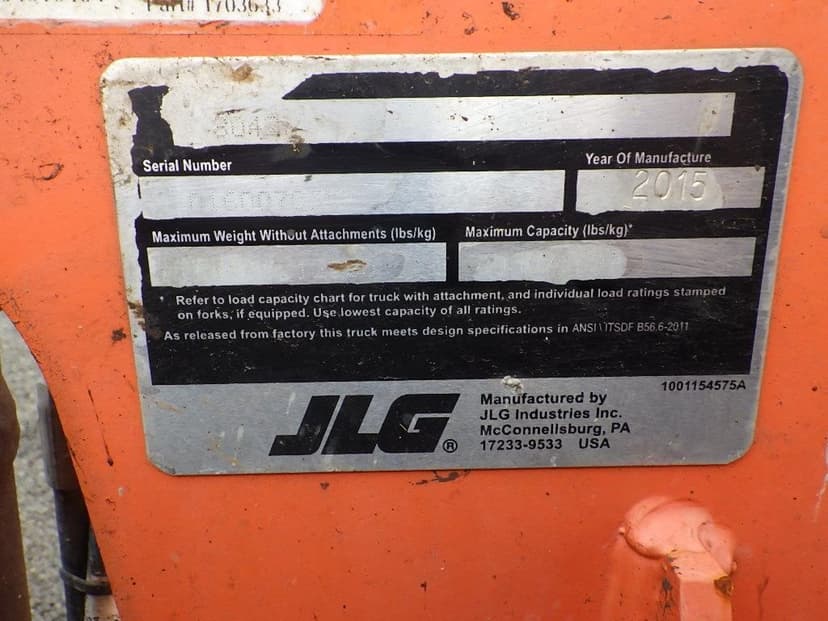 Part# 1703633
Serial Number
Year Of Manufacture
2015
Maximum Weight Without Attachments (lbs/kg)
Maximum Capacity (lbs/kg)*
* Refer to load capacity chart for truck with attachment, and individual load ratings stamped
on forks, if equipped. Use lowest capacity of all ratings.
As released from factory this truck meets design specifications in ANSI \ ITSDF B56.6-2011
1001154575A
JLG®
Manufactured by
JLG Industries Inc.
McConnellsburg, PA
17233-9533 USA